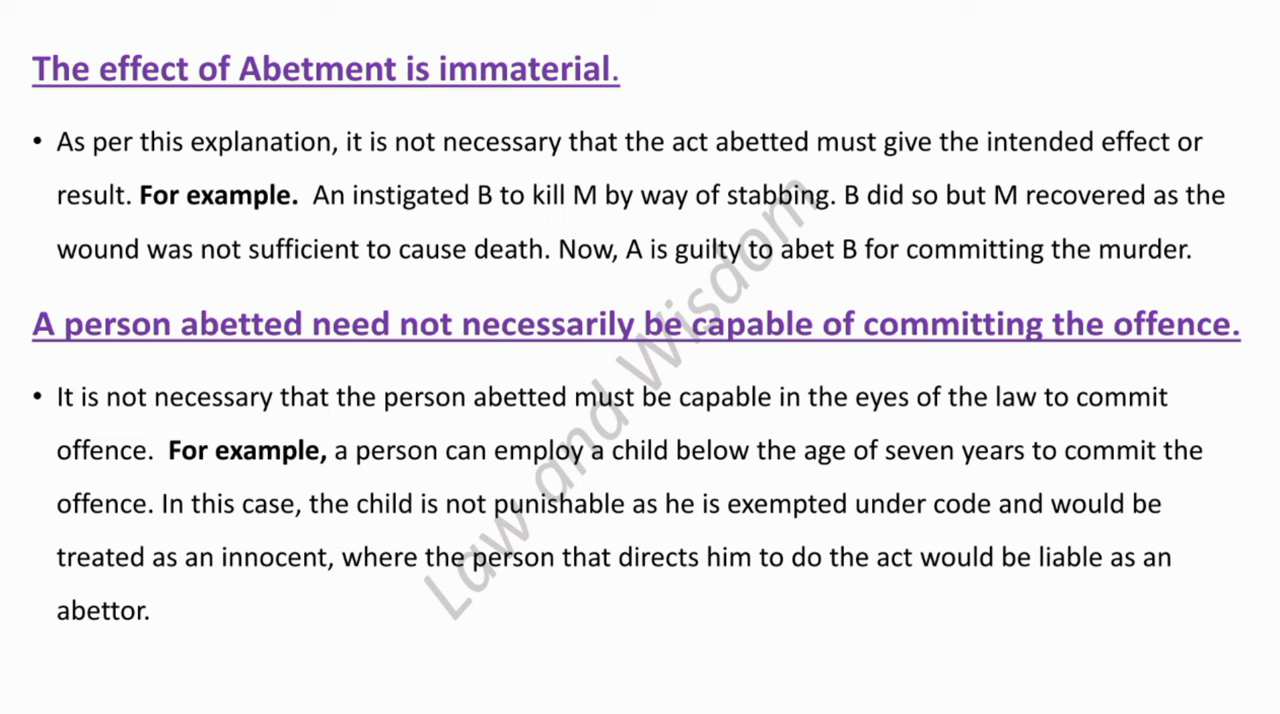 The effect of Abetment is immaterial.
• As per this explanation, it is not necessary that the act abetted must give the intended effect or
result. For example.  An instigated B to kill M by way of stabbing. B did so but M recovered as the
wound was not sufficient to cause death. Now, A is guilty to abet B for committing the murder.
A person abetted need not necessarily be capable of committing the offence.
• It is not necessary that the person abetted must be capable in the eyes of the law to commit
offence.  For example, a person can employ a child below the age of seven years to commit the
offence. In this case, the child is not punishable as he is exempted under code and would be
treated as an innocent, where the person that directs him to do the act would be liable as an
abettor.
Law and Wisdom